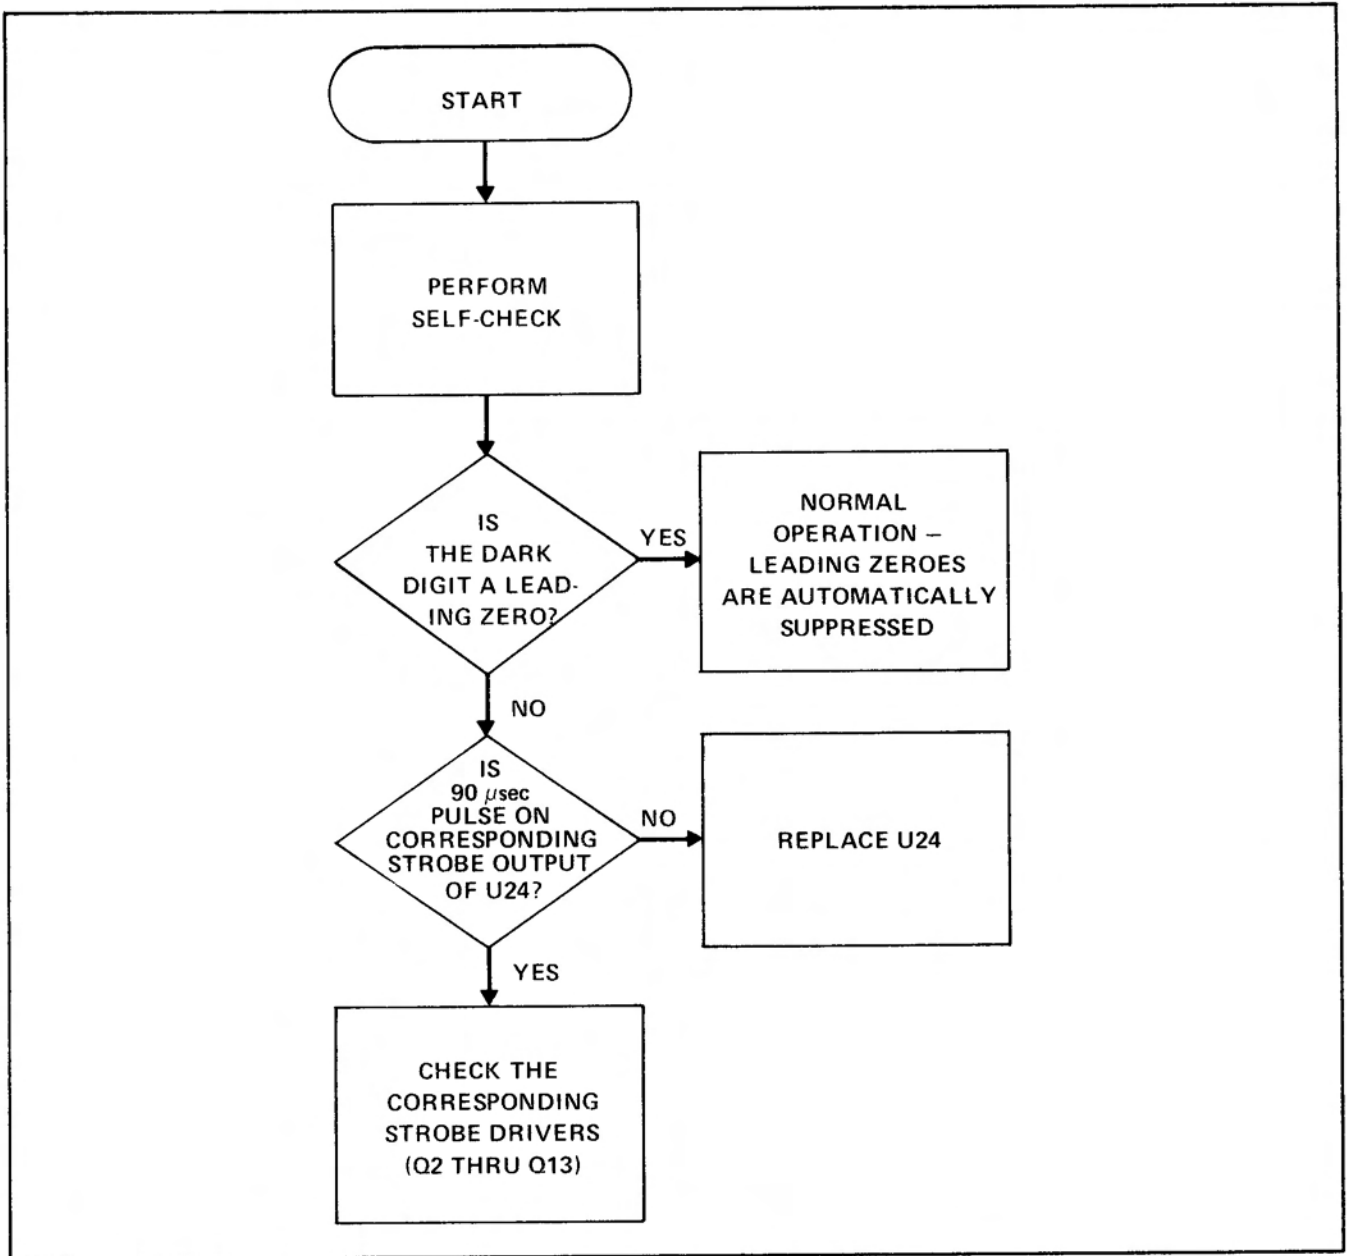 START
PERFORM
SELF-CHECK
IS
THE DARK
DIGIT A LEAD-
ING ZERO?
YES
NORMAL
OPERATION –
LEADING ZEROES
ARE AUTOMATICALLY
SUPPRESSED
NO
IS
90 μsec
PULSE ON
CORRESPONDING
STROBE OUTPUT
OF U24?
NO
REPLACE U24
YES
CHECK THE
CORRESPONDING
STROBE DRIVERS
(Q2 THRU Q13)